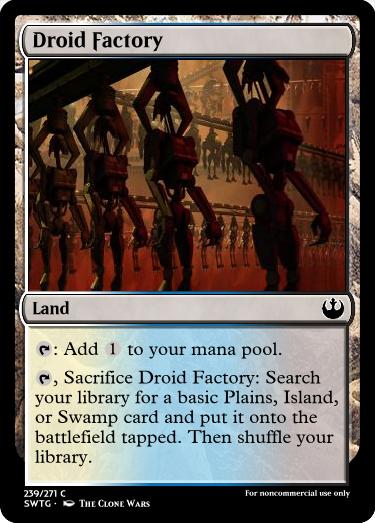 Droid Factory
Land
: Add 1 to your mana pool.
, Sacrifice Droid Factory: Search
your library for a basic Plains, Island,
or Swamp card and put it onto the
battlefield tapped. Then shuffle your
library.
239/271 C
SWTG · The Clone Wars
For noncommercial use only